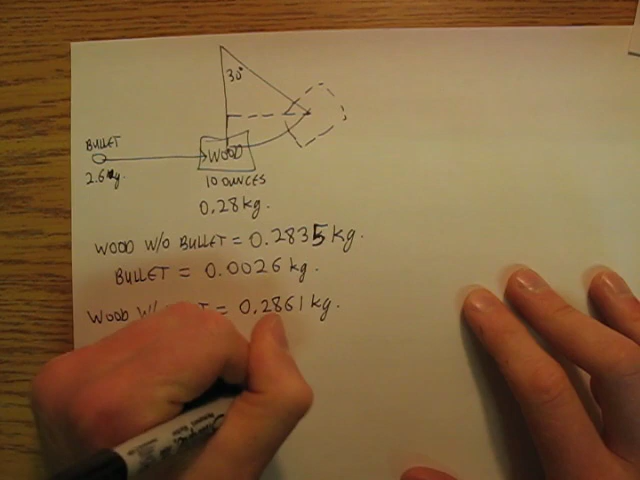 30°
BULLET
WOOD
2.6g.
10 OUNCES
0.28 kg.
WOOD W/O BULLET = 0.2835 kg.
BULLET = 0.0026 kg.
WOOD W/ = 0.2861 kg.